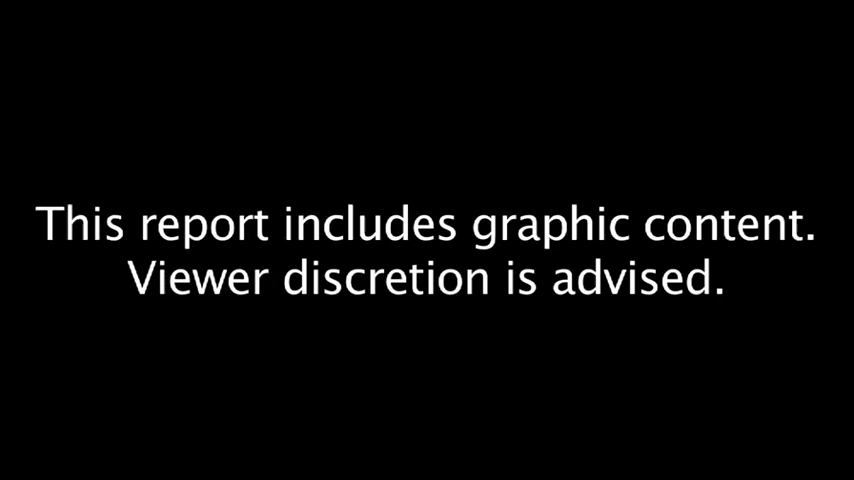 This report includes graphic content.
Viewer discretion is advised.